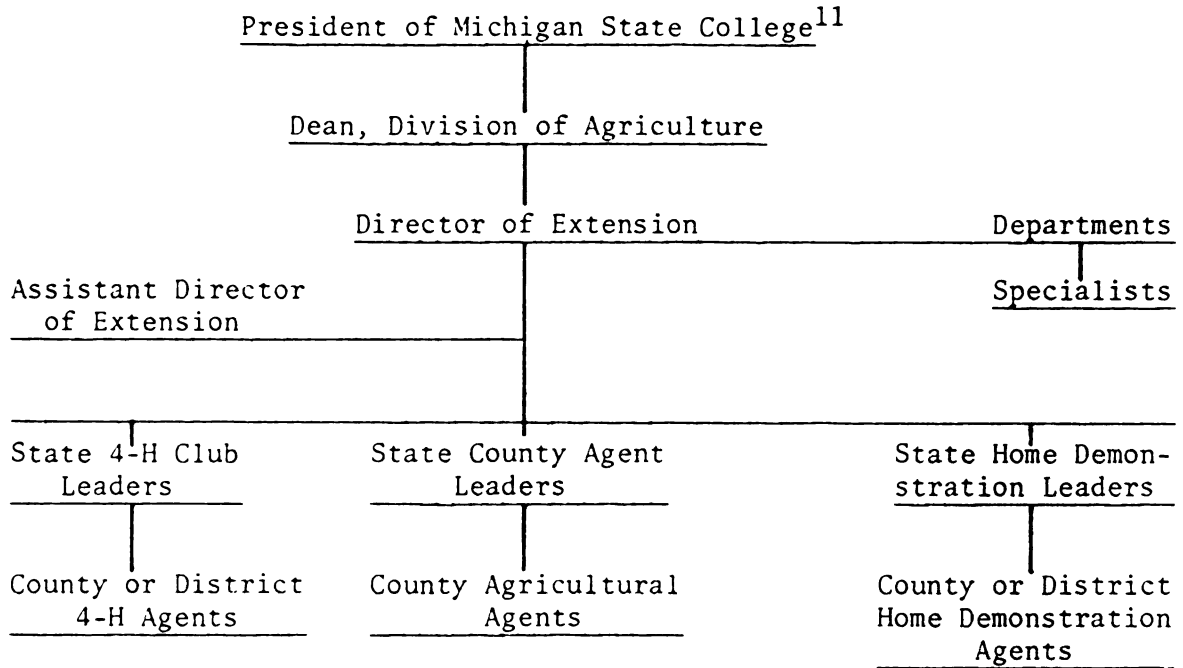 President of Michigan State College11
Dean, Division of Agriculture
Director of Extension
Departments
Assistant Director
of Extension
Specialists
State 4-H Club
Leaders
State County Agent
Leaders
State Home Demon-
stration Leaders
County or District
4-H Agents
County Agricultural
Agents
County or District
Home Demonstration
Agents